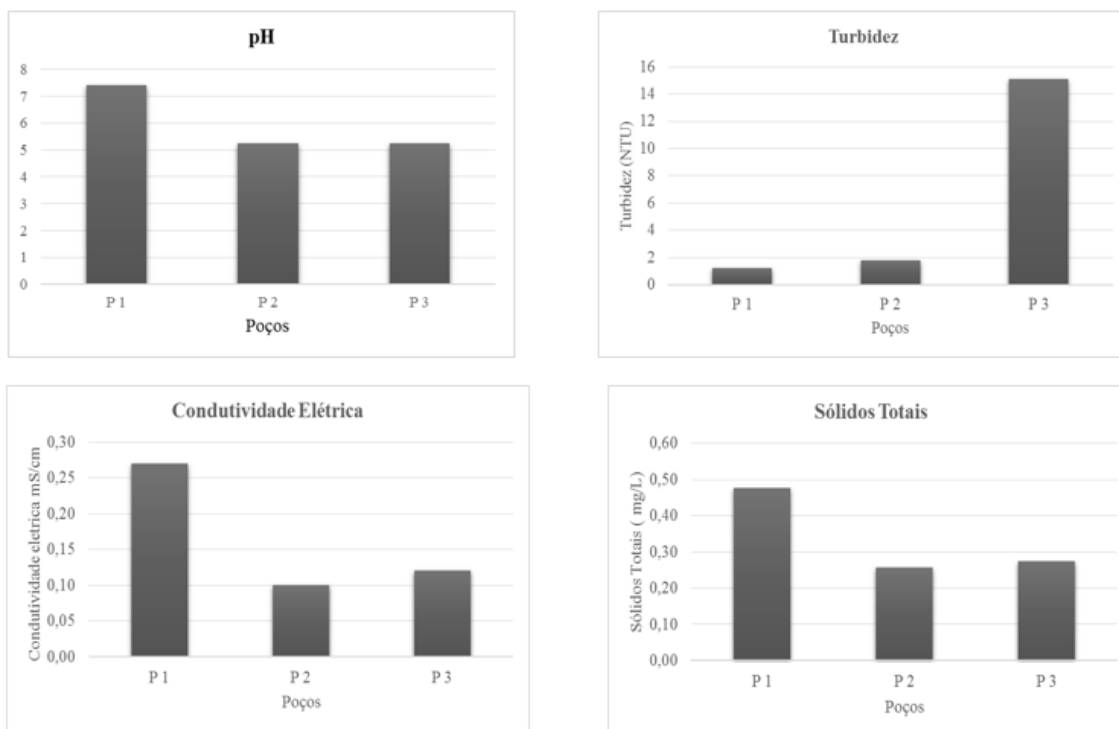 pH
8
7
6
5
4
3
2
1
0
P 1 P 2 P 3
Poços
Turbidez
Turbidez (NTU)
16
14
12
10
8
6
4
2
0
P 1 P 2 P 3
Poços
Condutividade Elétrica
Condutividade eletrica mS/cm
0,30
0,25
0,20
0,15
0,10
0,05
0,00
P 1 P 2 P 3
Poços
Sólidos Totais
Sólidos Totais ( mg/L)
0,60
0,50
0,40
0,30
0,20
0,10
0,00
P 1 P 2 P 3
Poços